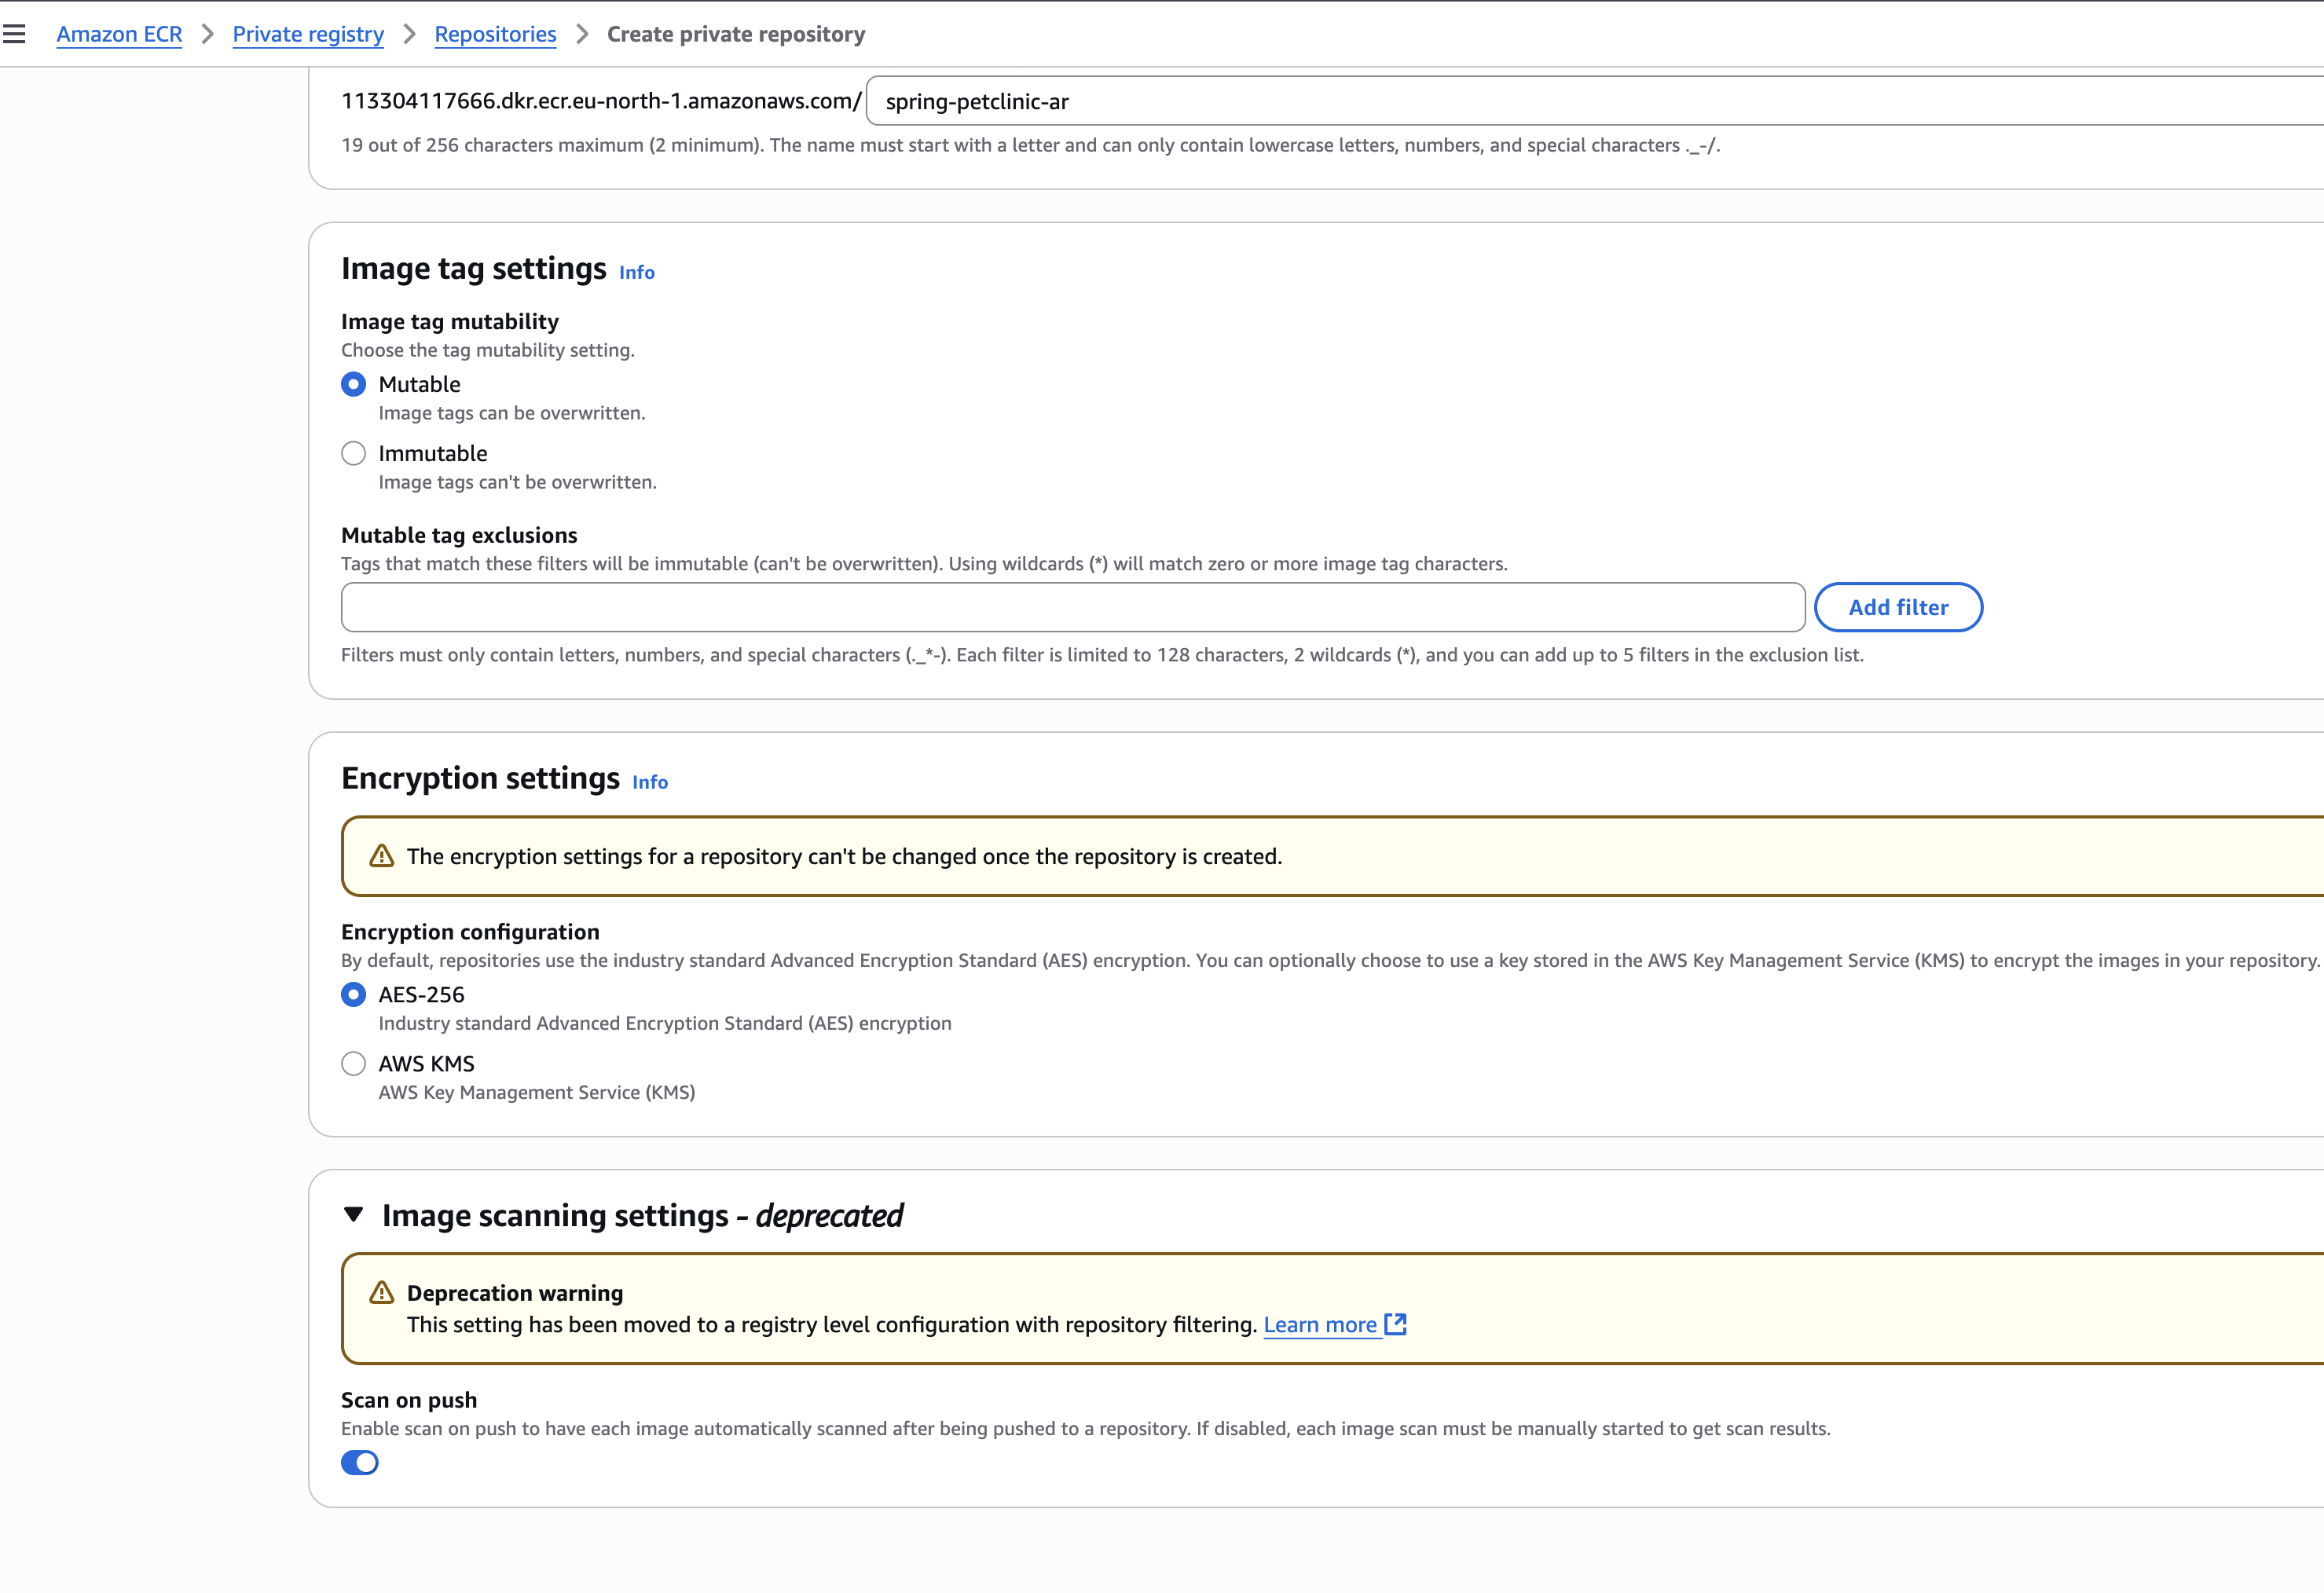 Amazon ECR > Private registry > Repositories > Create private repository
113304117666.dkr.ecr.eu-north-1.amazonaws.com/ spring-petclinic-ar
19 out of 256 characters maximum (2 minimum). The name must start with a letter and can only contain lowercase letters, numbers, and special characters ._-/.
Image tag settings Info
Image tag mutability
Choose the tag mutability setting.
Mutable
Image tags can be overwritten.
Immutable
Image tags can't be overwritten.
Mutable tag exclusions
Tags that match these filters will be immutable (can't be overwritten). Using wildcards (*) will match zero or more image tag characters.
Add filter
Filters must only contain letters, numbers, and special characters (._*-). Each filter is limited to 128 characters, 2 wildcards (*), and you can add up to 5 filters in the exclusion list.
Encryption settings Info
The encryption settings for a repository can't be changed once the repository is created.
Encryption configuration
By default, repositories use the industry standard Advanced Encryption Standard (AES) encryption. You can optionally choose to use a key stored in the AWS Key Management Service (KMS) to encrypt the images in your repository.
AES-256
Industry standard Advanced Encryption Standard (AES) encryption
AWS KMS
AWS Key Management Service (KMS)
Image scanning settings - deprecated
Deprecation warning
This setting has been moved to a registry level configuration with repository filtering. Learn more
Scan on push
Enable scan on push to have each image automatically scanned after being pushed to a repository. If disabled, each image scan must be manually started to get scan results.